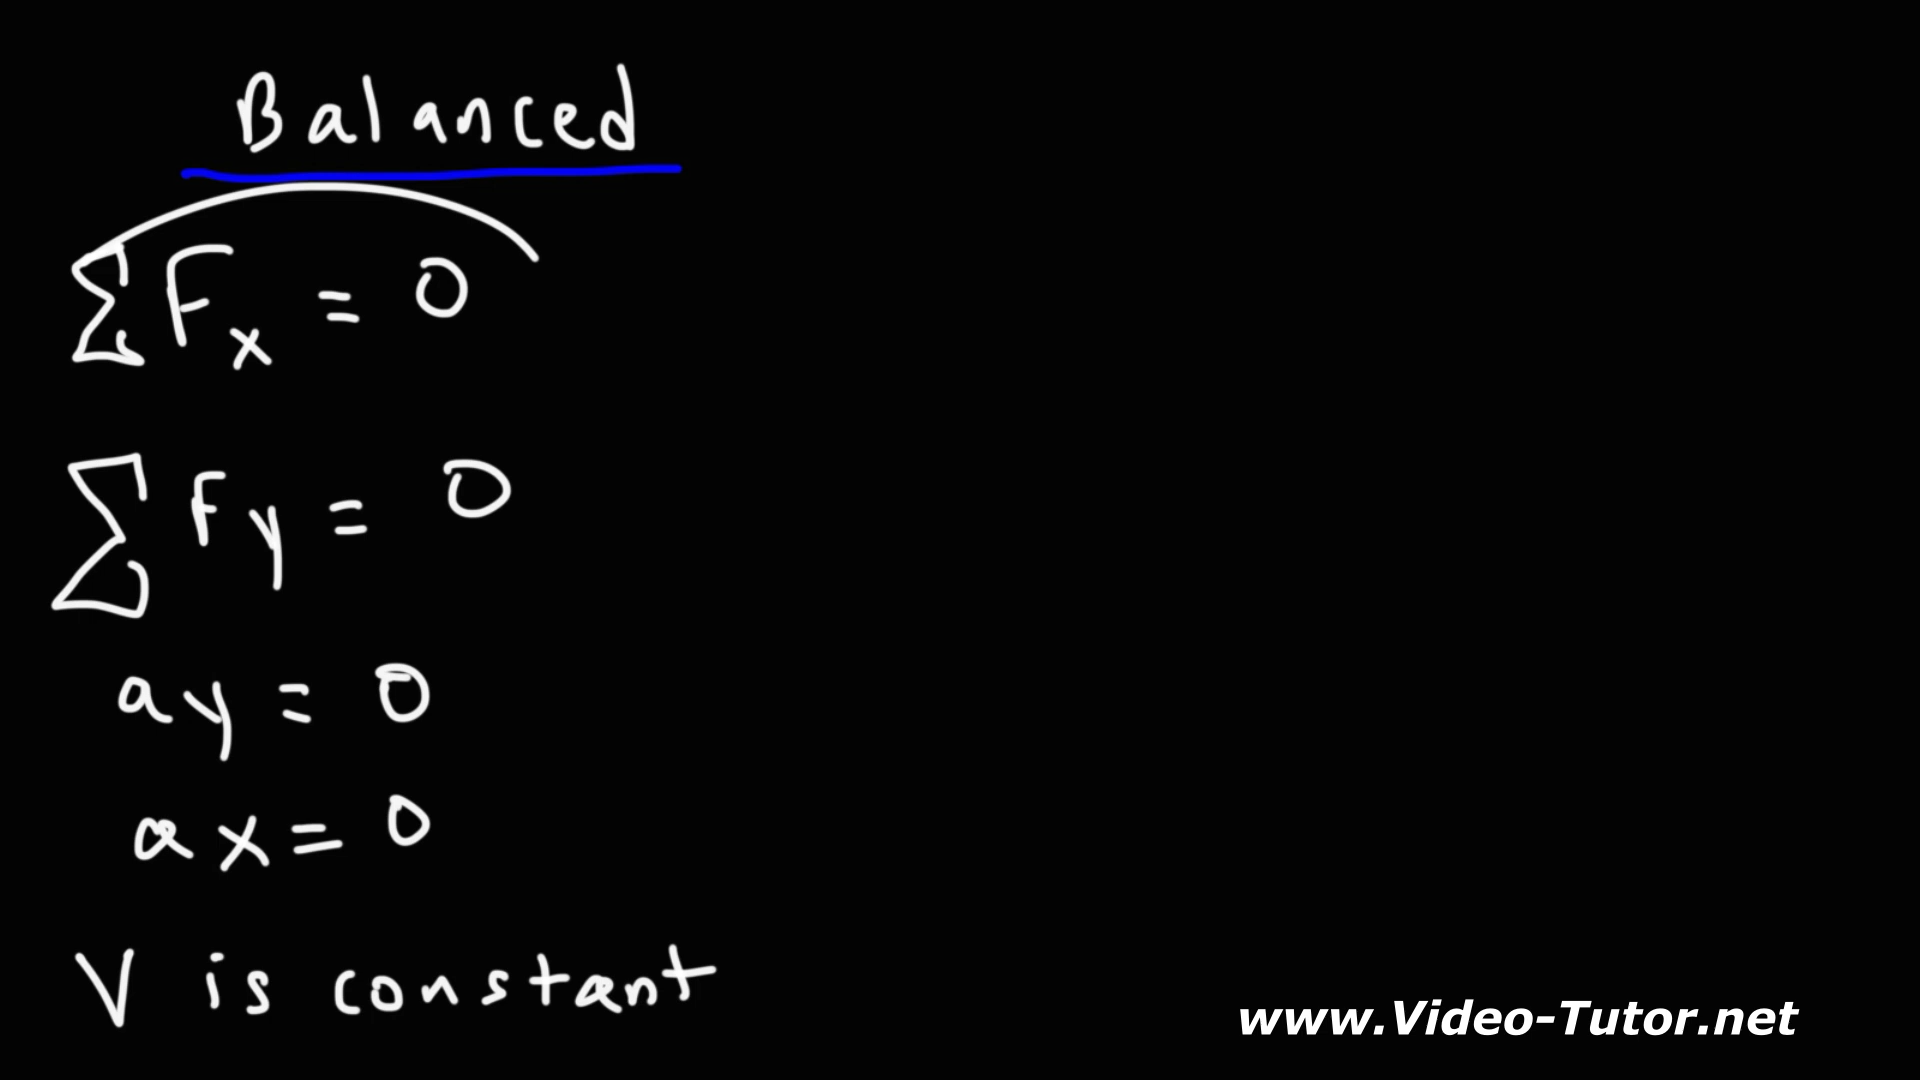 Balanced
∑Fx = 0
∑Fy = 0
ay = 0
ax = 0
V is constant
www.Video-Tutor.net